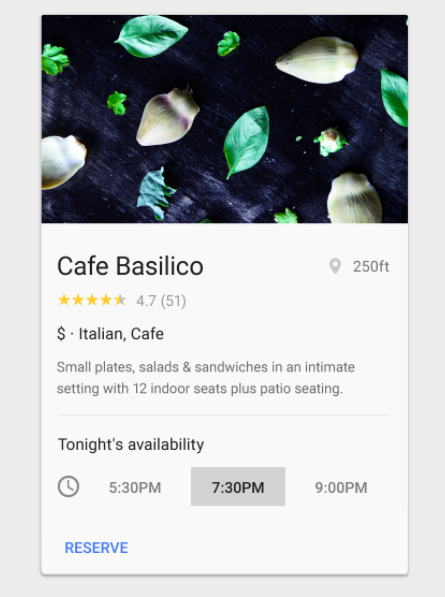 Cafe Basilico
250ft
4.7 (51)
$ · Italian, Cafe
Small plates, salads & sandwiches in an intimate
setting with 12 indoor seats plus patio seating.
Tonight's availability
5:30PM 7:30PM 9:00PM
RESERVE